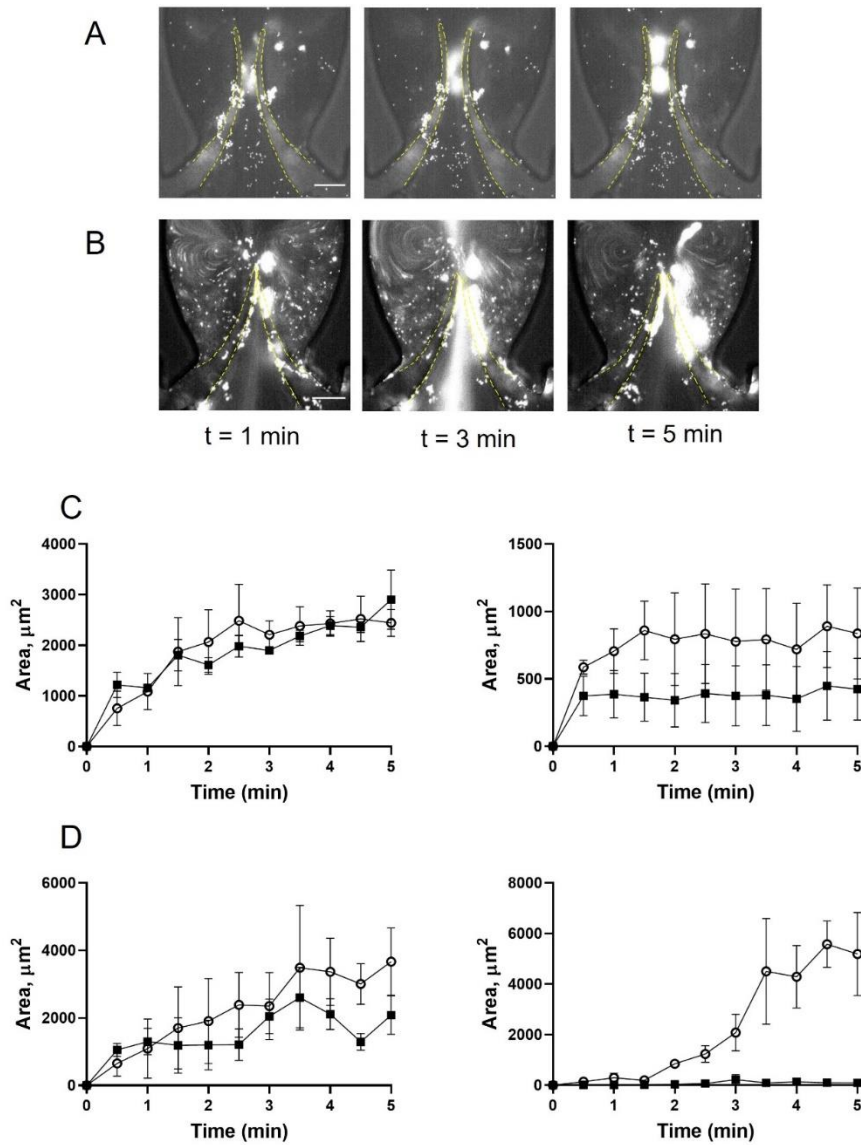 A
B
t = 1 min t = 3 min t = 5 min
C
4000
3000
2000
1000
0
Area, μm²
0 1 2 3 4 5
Time (min)
1500
1000
500
0
Area, μm²
0 1 2 3 4 5
Time (min)
D
6000
4000
2000
0
Area, μm²
0 1 2 3 4 5
Time (min)
8000
6000
4000
2000
0
Area, μm²
0 1 2 3 4 5
Time (min)